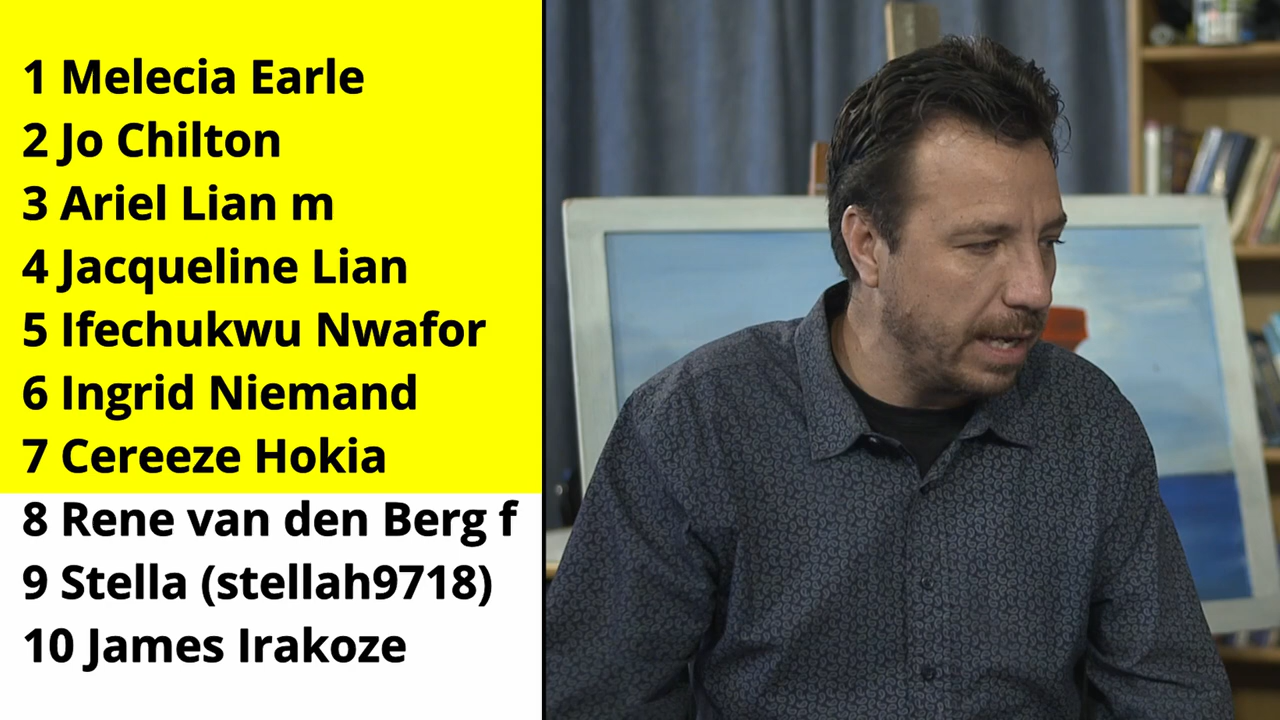 1 Melecia Earle
2 Jo Chilton
3 Ariel Lian m
4 Jacqueline Lian
5 Ifechukwu Nwafor
6 Ingrid Niemand
7 Cereeze Hokia
8 Rene van den Berg f
9 Stella (stellah9718)
10 James Irakoze